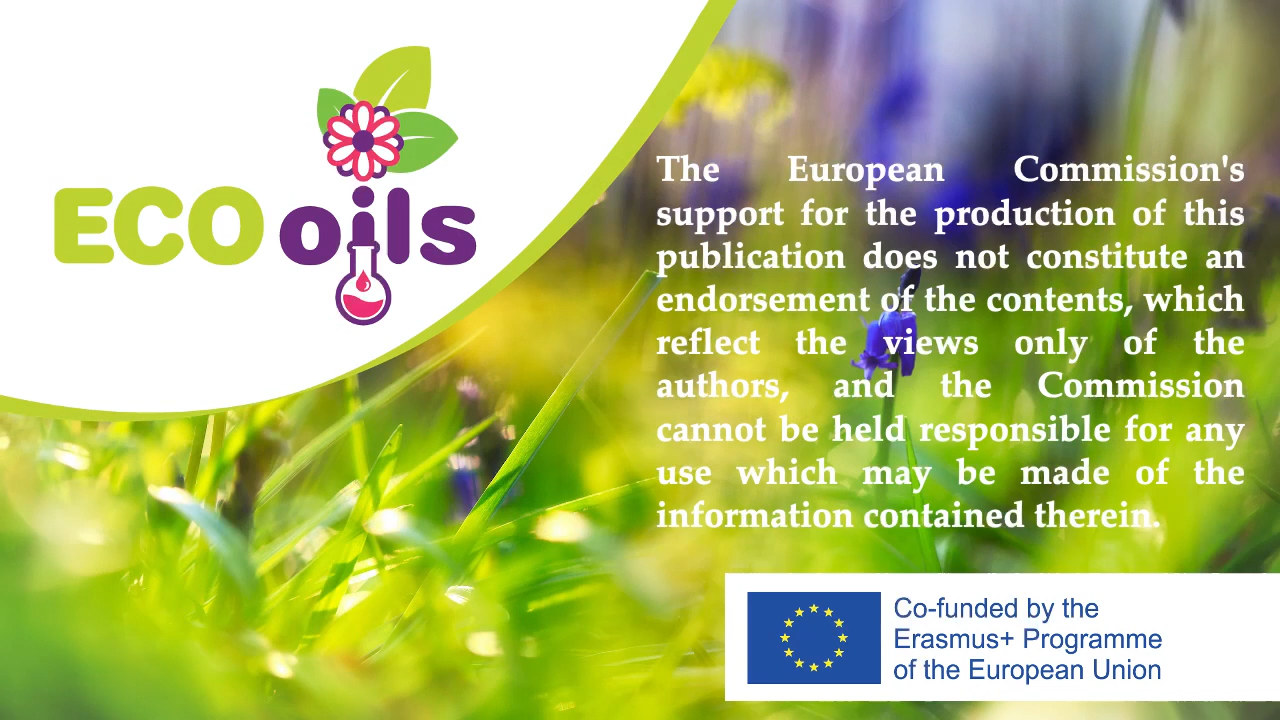 ECO oils
The European Commission's
support for the production of this
publication does not constitute an
endorsement of the contents, which
reflect the views only of the
authors, and the Commission
cannot be held responsible for any
use which may be made of the
information contained therein.
Co-funded by the
Erasmus+ Programme
of the European Union